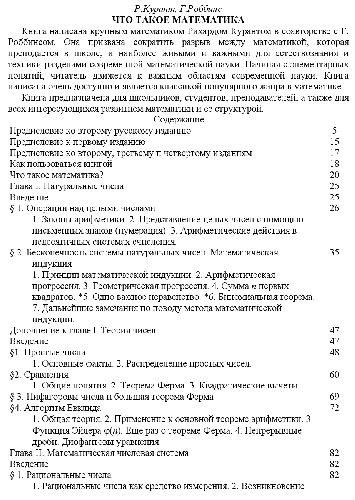 Р.Курант, Г.Роббинс
ЧТО ТАКОЕ МАТЕМАТИКА
Книга написана крупным математиком Рихардом Курантом в соавторстве с Г.
Роббинсом. Она призвана сократить разрыв между математикой, которая
преподается в школе, и наиболее живыми и важными для естествознания и
техники разделами современной математической науки. Начиная с элементарных
понятий, читатель движется к важным областям современной науки. Книга
написана очень доступно и является классикой популярного жанра в математике.
Книга предназначена для школьников, студентов, преподавателей, а также для
всех интересующихся развитием математики и ее структурой.
Содержание
Предисловие ко второму русскому изданию 6
Предисловие к первому изданию 15
Предисловие ко второму, третьему и четвертому изданиям 17
Как пользоваться книгой 18
Что такое математика? 20
Глава I. Натуральные числа 25
Введение 25
§ 1. Операции над целыми числами 26
1. Законы арифметики. 2. Представление целых чисел с помощью
письменных знаков (нумерация). 3. Арифметические действия в
недесятичных системах счисления.
§ 2. Бесконечность системы натуральных чисел. Математическая 35
индукция
1. Принцип математической индукции. 2. Арифметическая
прогрессия. 3. Геометрическая прогрессия. 4. Сумма n первых
квадратов. *5. Одно важное неравенство. *6. Биномиальная теорема.
7. Дальнейшие замечания по поводу метода математической
индукции.
Дополнение к главе I. Теория чисел 47
Введение 47
§1. Простые числа 48
1. Основные факты. 2. Распределение простых чисел.
§2. Сравнения 60
1. Общие понятия. 2. Теорема Ферма. 3. Квадратические вычеты.
§ 3. Пифагоровы числа и большая теорема Ферма 69
§4. Алгоритм Евклида 72
1. Общая теория. 2. Применение к основной теореме арифметики. 3.
Функция Эйлера φ(n). Еще раз о теореме Ферма. 4. Непрерывные
дроби. Диофантовы уравнения.
Глава II. Математическая числовая система 82
Введение 82
§ 1. Рациональные числа 82
1. Рациональные числа как средство измерения. 2. Возникновение